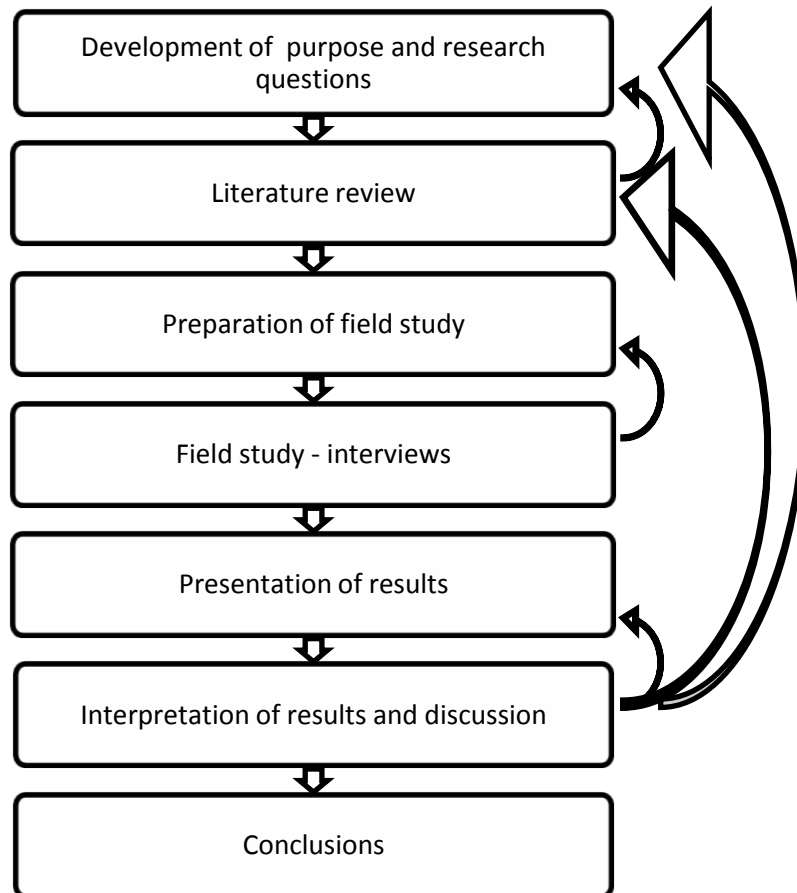 Development of  purpose and research
questions
Literature review
Preparation of field study
Field study - interviews
Presentation of results
Interpretation of results and discussion
Conclusions